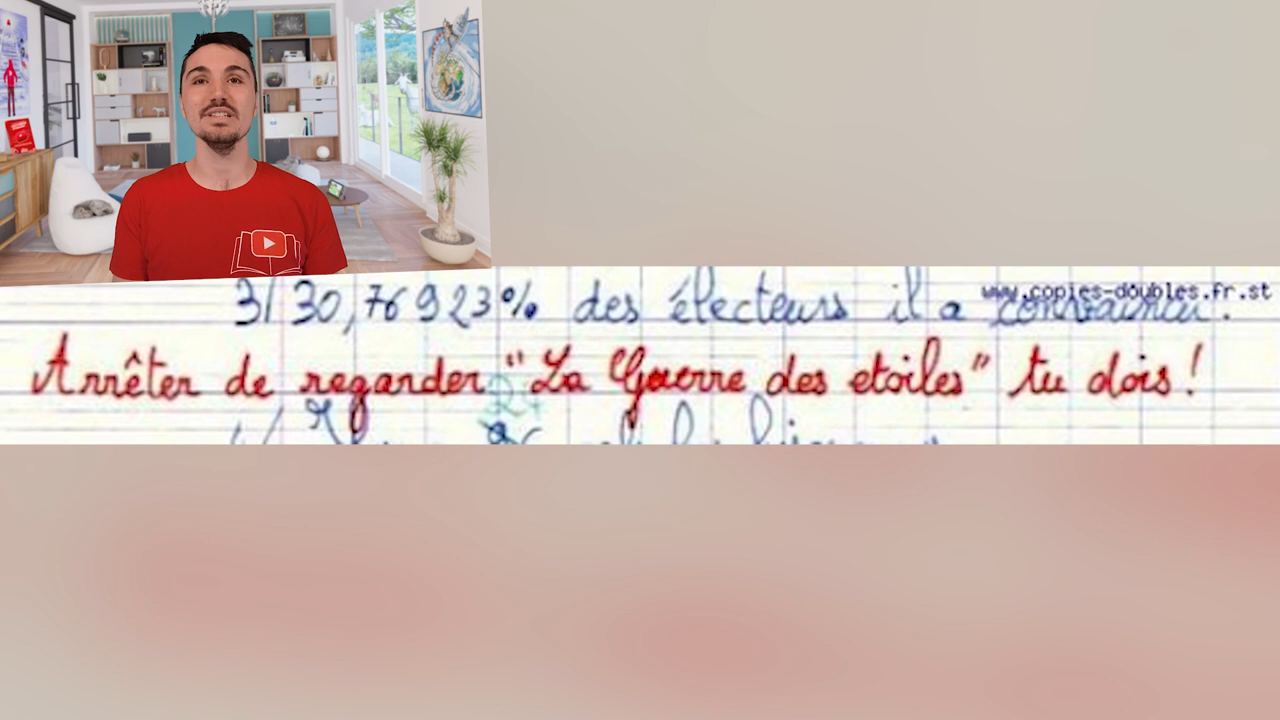 www.copies-doubles.fr.st
3/ 30,76923% des électeurs il a convaincu.
Arrêter de regarder "La Guerre des etoiles" tu dois !